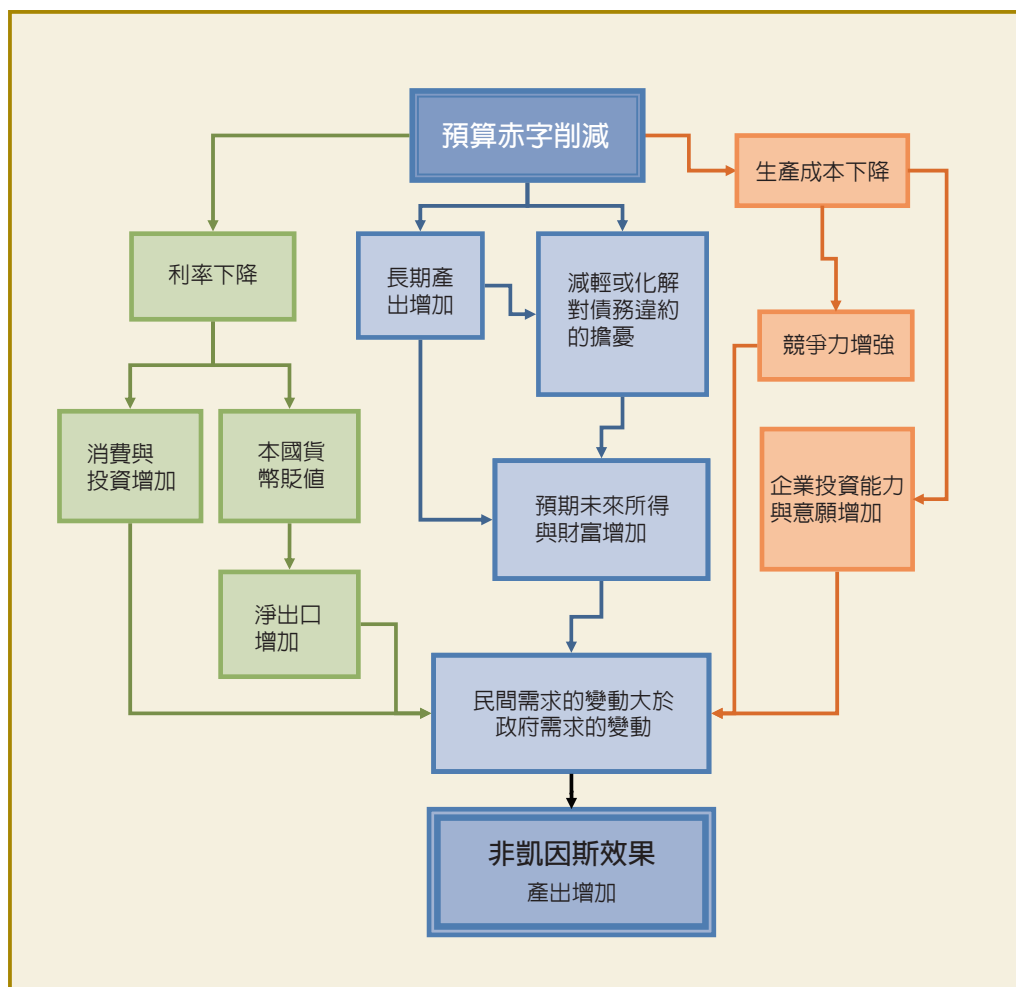 預算赤字削減
生產成本下降
利率下降
長期產
出增加
減輕或化解
對債務違約
的擔憂
競爭力增強
消費與
投資增加
本國貨
幣貶值
預期未來所得
與財富增加
企業投資能力
與意願增加
淨出口
增加
民間需求的變動大於
政府需求的變動
非凱因斯效果
產出增加